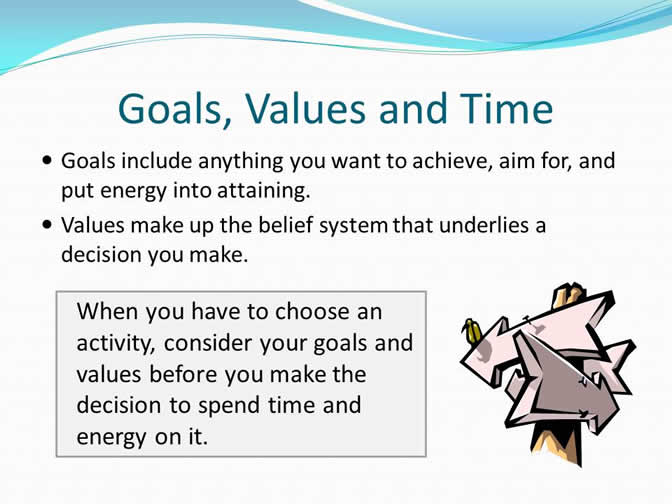 Goals, Values and Time
• Goals include anything you want to achieve, aim for, and
put energy into attaining.
• Values make up the belief system that underlies a
decision you make.
When you have to choose an
activity, consider your goals and
values before you make the
decision to spend time and
energy on it.